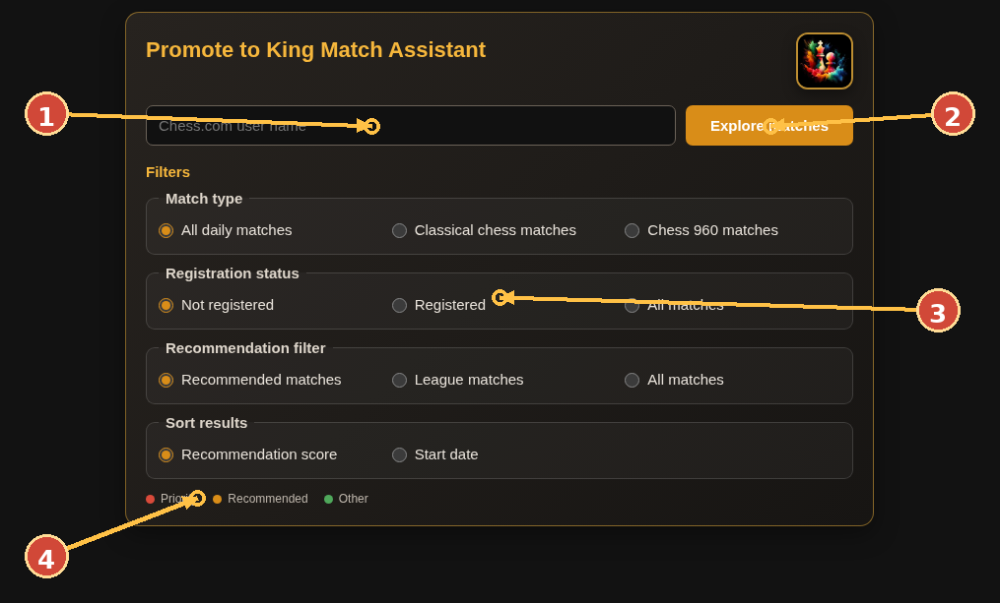 Promote to King Match Assistant
1 Chess.com user name Explore Matches 2
Filters
Match type
All daily matches Classical chess matches Chess 960 matches
Registration status
Not registered Registered All matches 3
Recommendation filter
Recommended matches League matches All matches
Sort results
Recommendation score Start date
Recommended Other
4